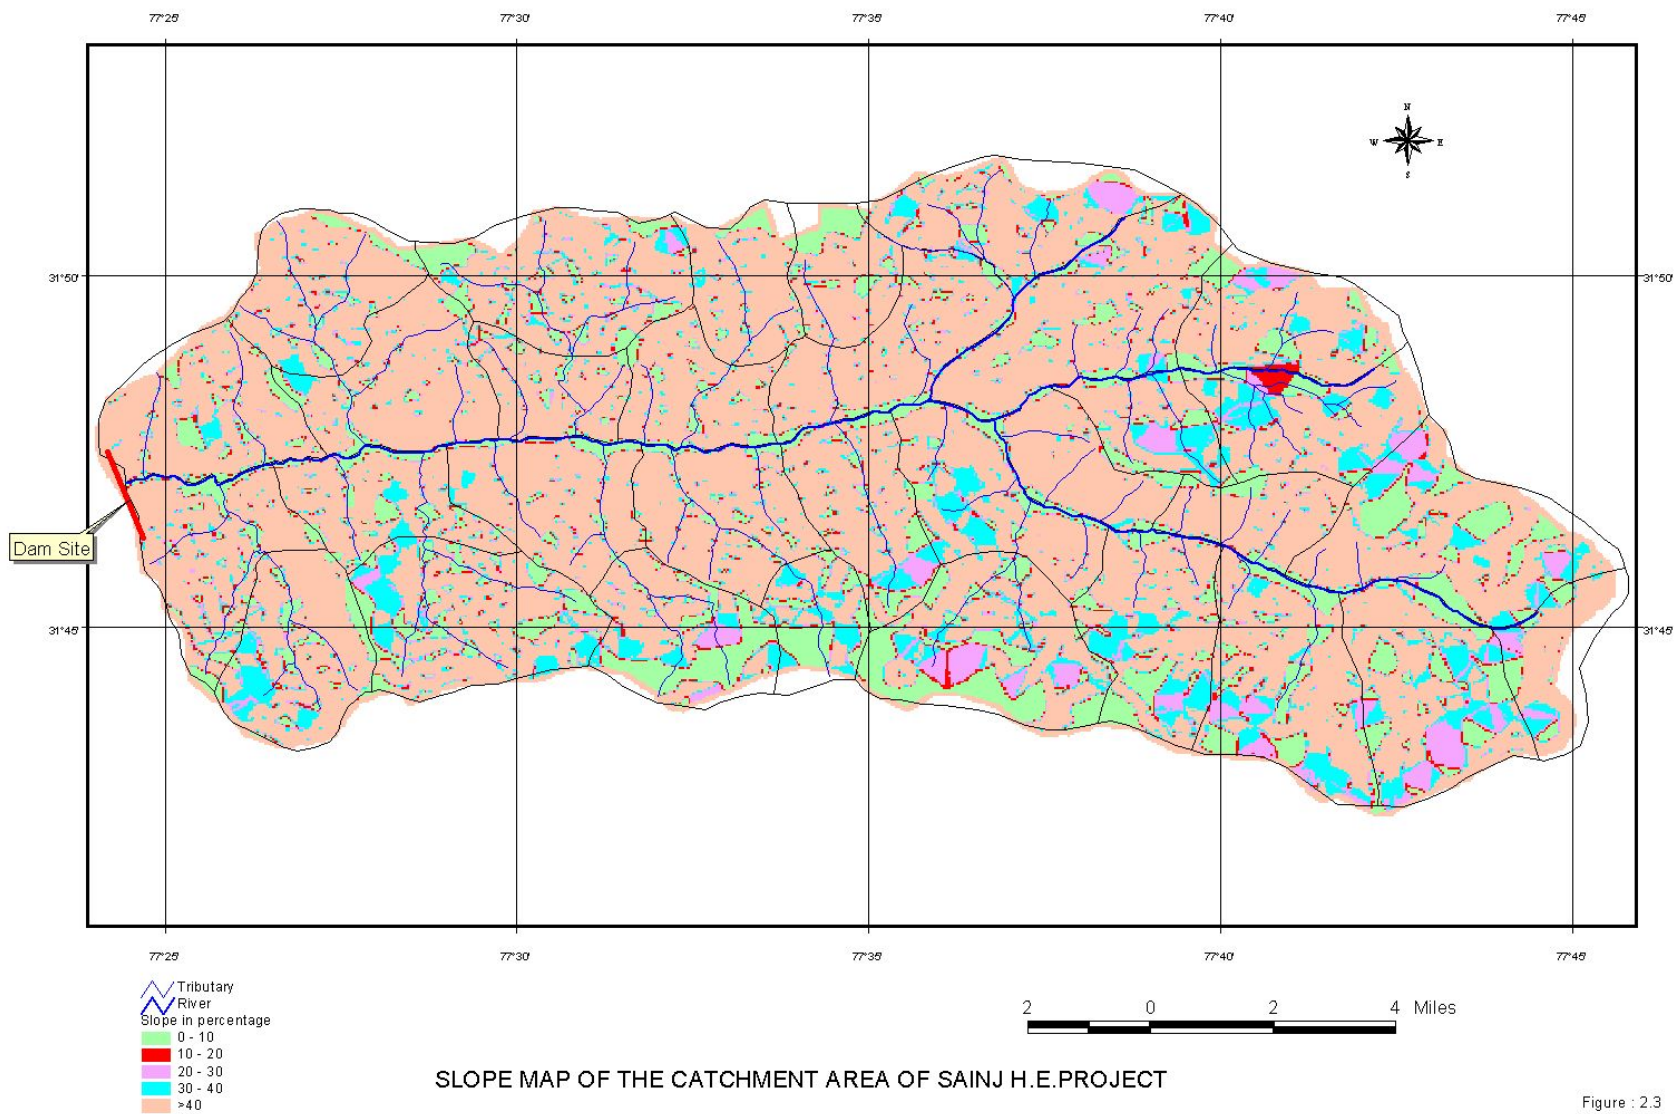 77°25' 77°30' 77°35' 77°40' 77°45'
N
W E
S
31°50' 31°50'
Dam Site
31°45' 31°45'
77°25' 77°30' 77°35' 77°40' 77°45'
Tributary
River
Slope in percentage
0 - 10
10 - 20
20 - 30
30 - 40
>40
2 0 2 4 Miles
SLOPE MAP OF THE CATCHMENT AREA OF SAINJ H.E.PROJECT
Figure : 2.3